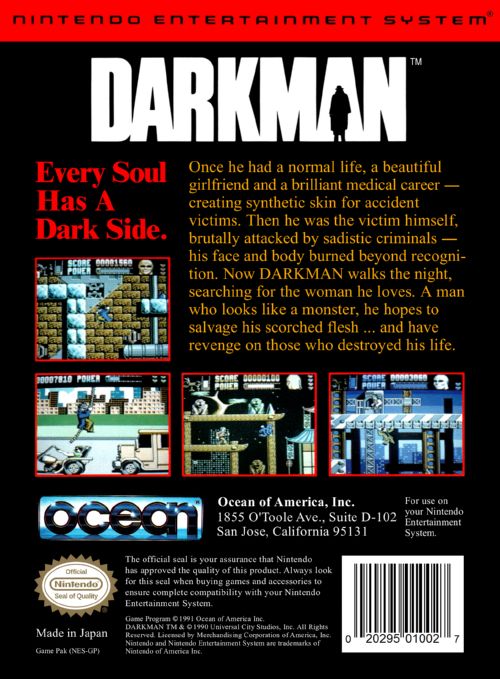 NINTENDO ENTERTAINMENT SYSTEM®
DARKMAN™
Every Soul
Has A
Dark Side.
Once he had a normal life, a beautiful
girlfriend and a brilliant medical career —
creating synthetic skin for accident
victims. Then he was the victim himself,
brutally attacked by sadistic criminals —
his face and body burned beyond recogni-
tion. Now DARKMAN walks the night,
searching for the woman he loves. A man
who looks like a monster, he hopes to
salvage his scorched flesh ... and have
revenge on those who destroyed his life.
SCORE 00001560
POWER
00007810 POWER
SCORE 00000100
POWER
SCORE 00003060
POWER
ocean®
Ocean of America, Inc.
1855 O'Toole Ave., Suite D-102
San Jose, California 95131
For use on
your Nintendo
Entertainment
System.
Official
Nintendo
Seal of Quality
The official seal is your assurance that Nintendo
has approved the quality of this product. Always look
for this seal when buying games and accessories to
ensure complete compatibility with your Nintendo
Entertainment System.
Made in Japan
Game Pak (NES-GP)
Game Program ©1991 Ocean of America Inc.
DARKMAN TM & © 1990 Universal City Studios, Inc. All Rights
Reserved. Licensed by Merchandising Corporation of America, Inc.
Nintendo and Nintendo Entertainment System are trademarks of
Nintendo of America Inc.
0 20295 01002 7